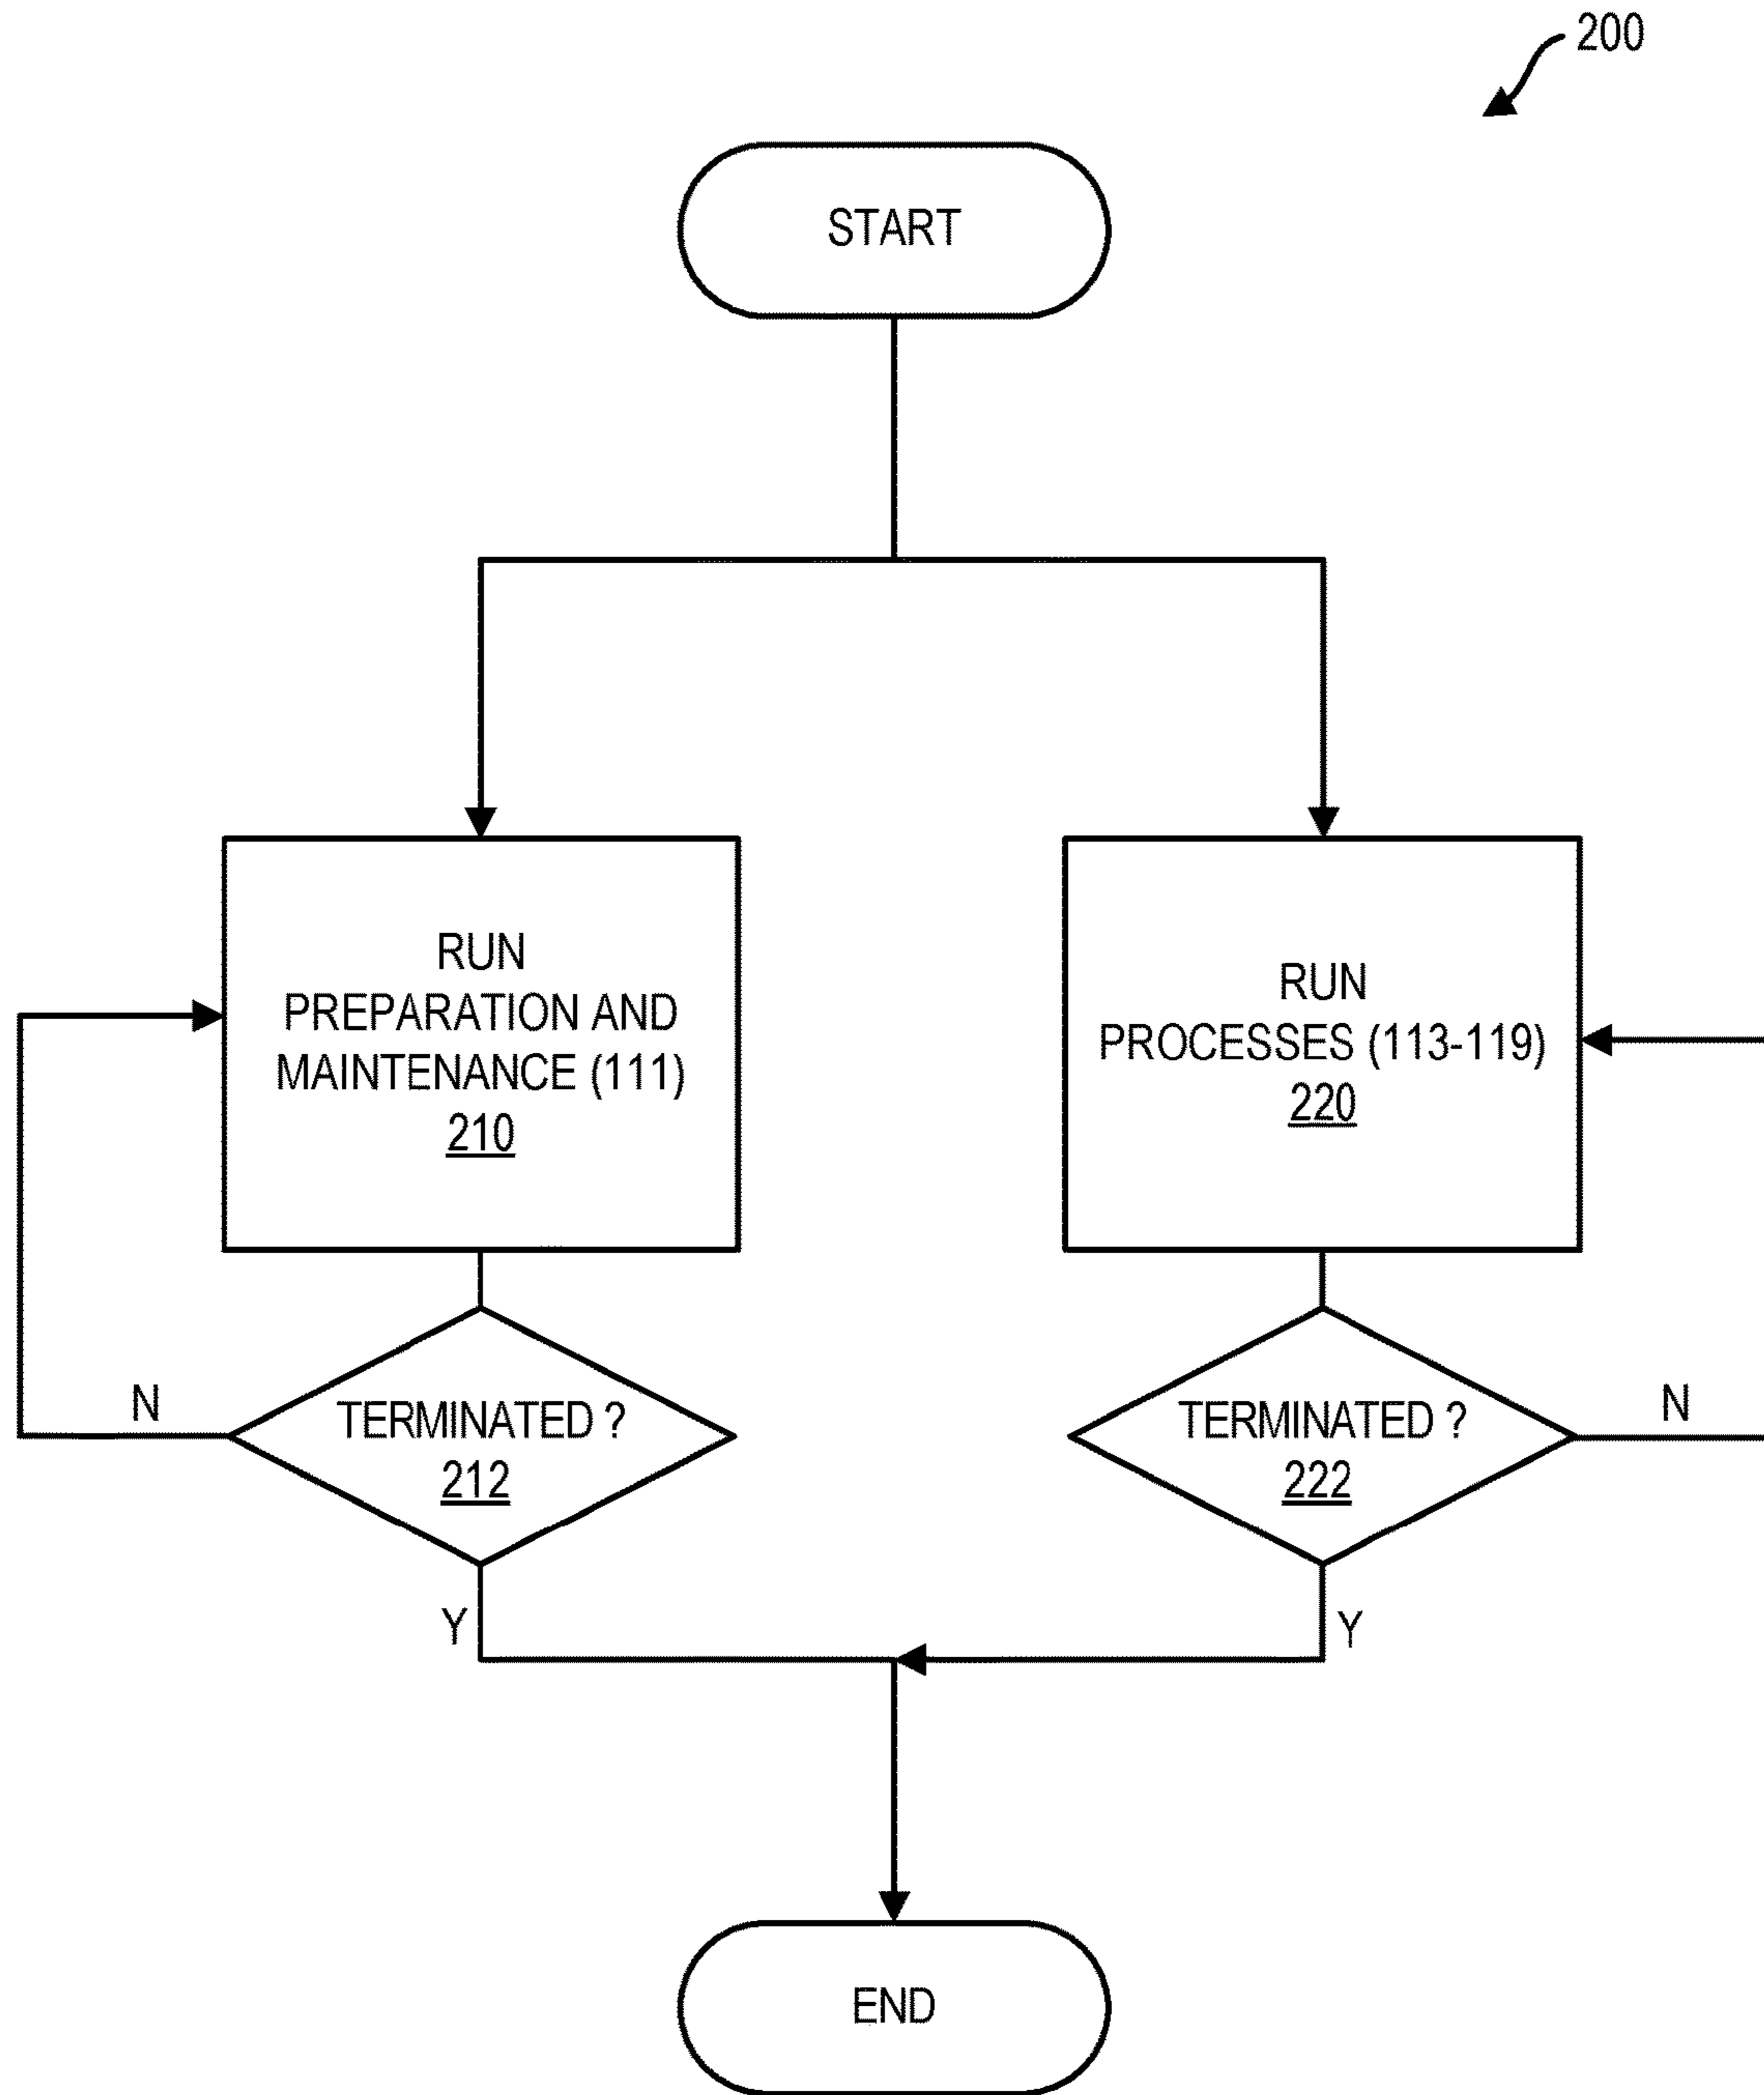 200
START
RUN
PREPARATION AND
MAINTENANCE (111)
210
RUN
PROCESSES (113-119)
220
N
TERMINATED ?
212
TERMINATED ?
222
N
Y
Y
END